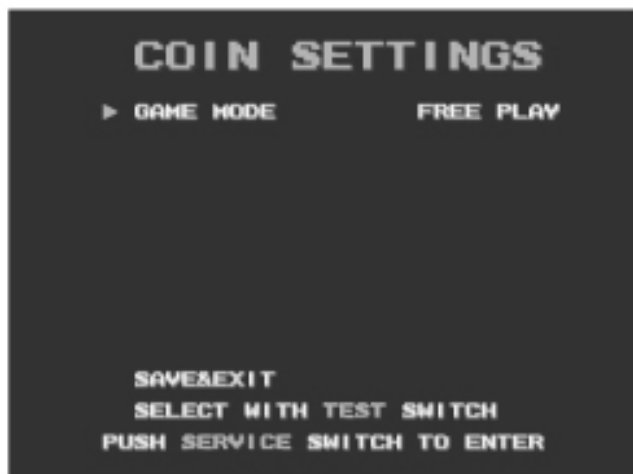 COIN SETTINGS
▶ GAME MODE FREE PLAY
SAVE&EXIT
SELECT WITH TEST SWITCH
PUSH SERVICE SWITCH TO ENTER